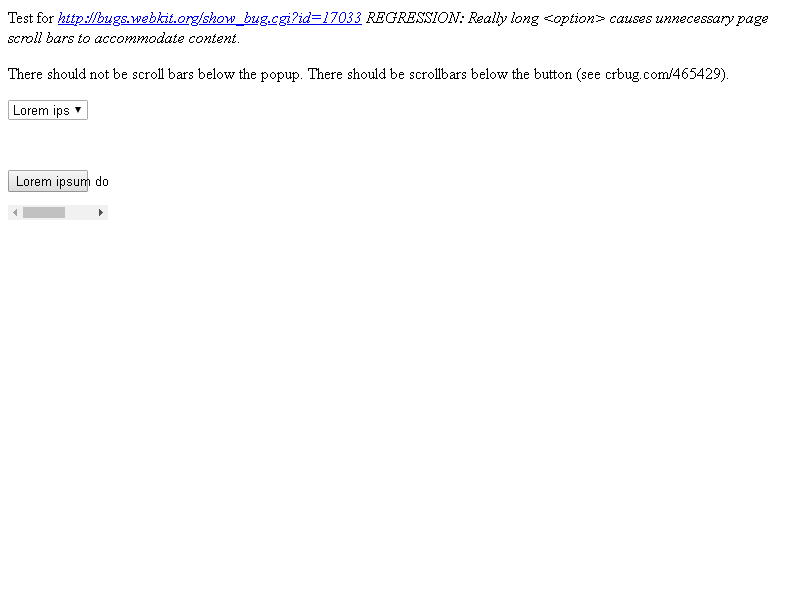 Test for http://bugs.webkit.org/show_bug.cgi?id=17033 REGRESSION: Really long <option> causes unnecessary page
scroll bars to accommodate content.
There should not be scroll bars below the popup. There should be scrollbars below the button (see crbug.com/465429).
Lorem ips
Lorem ipsum do